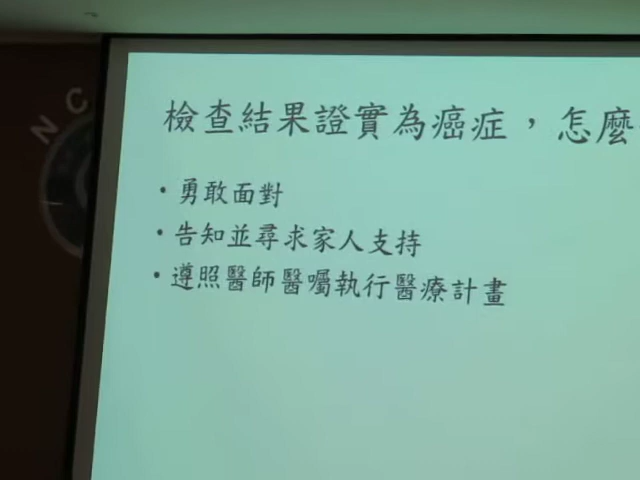 NC
檢查結果證實為癌症，怎麼
•勇敢面對
•告知並尋求家人支持
•遵照醫師醫囑執行醫療計畫